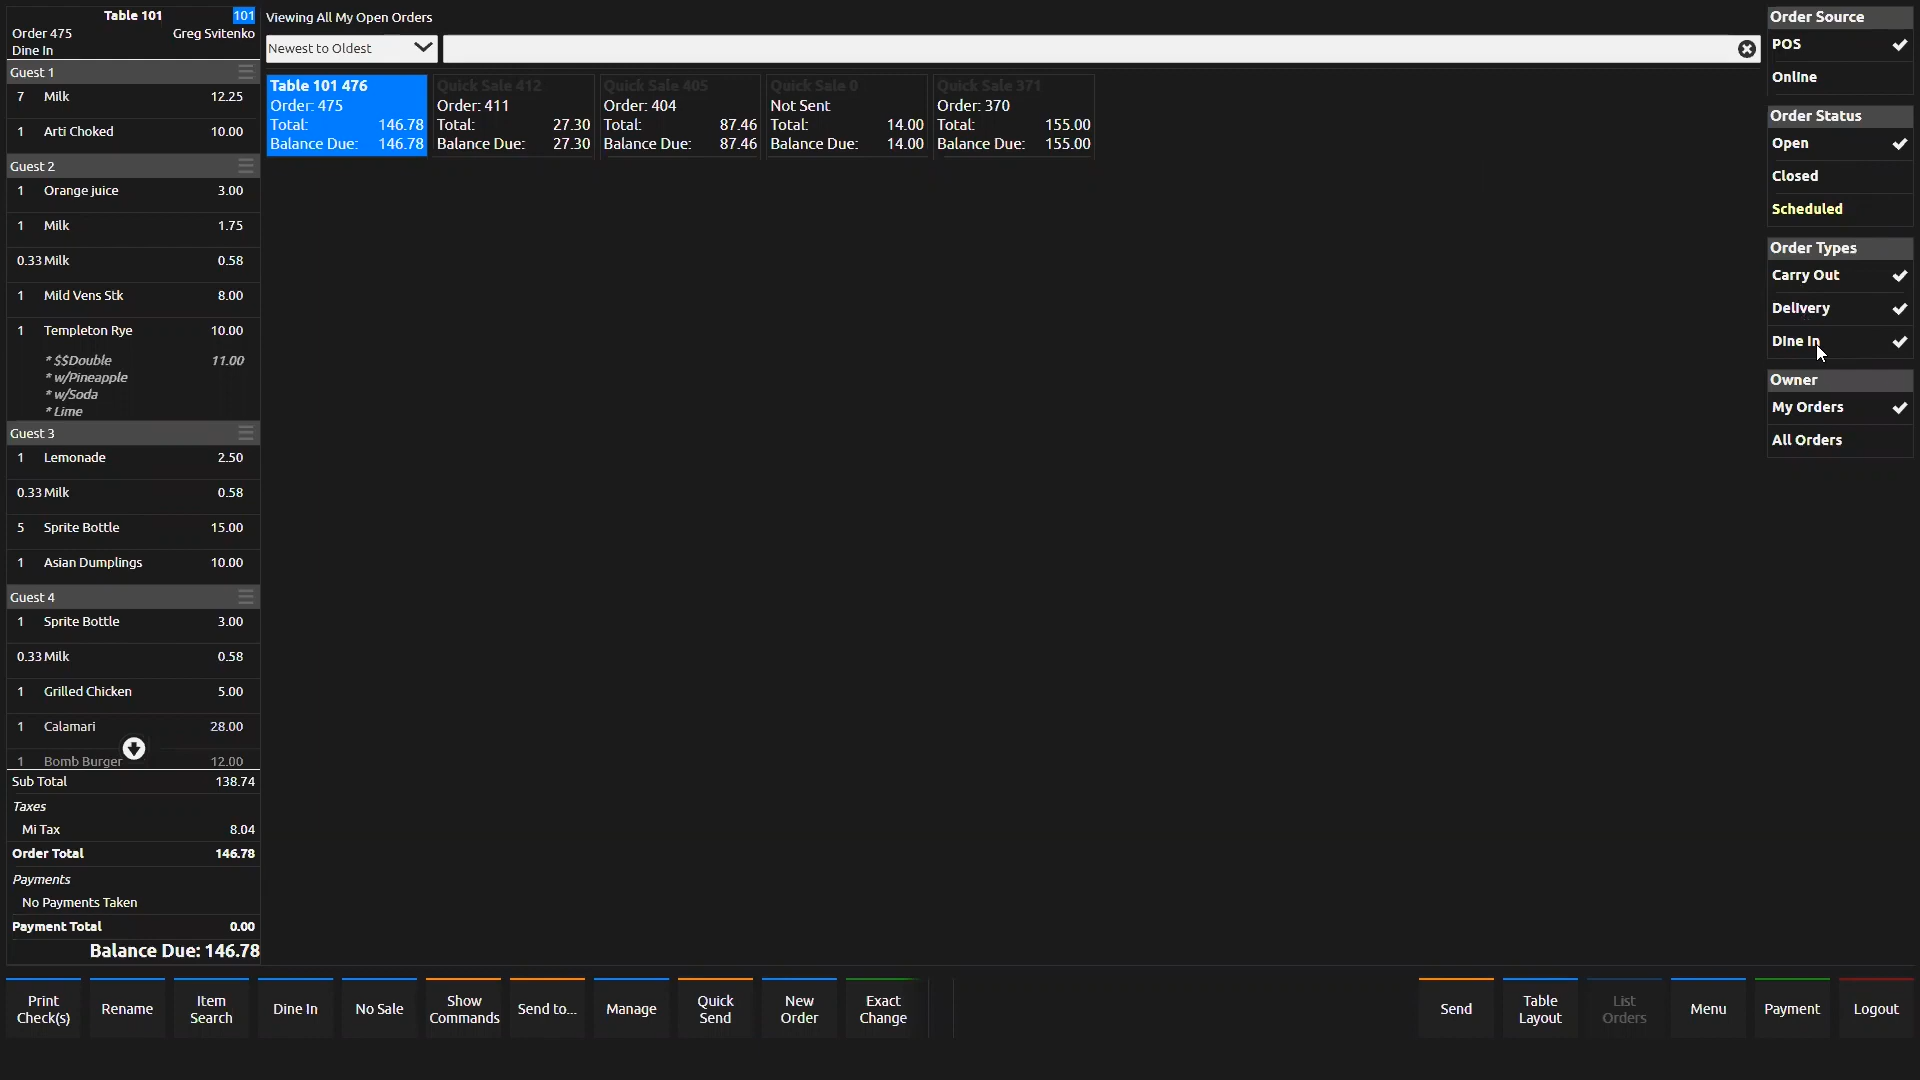 Table 101 101
Order 475 Greg Svitenko
Dine In
Guest 1
7 Milk 12.25
1 Arti Choked 10.00
Guest 2
1 Orange juice 3.00
1 Milk 1.75
0.33 Milk 0.58
1 Mild Vens Stk 8.00
1 Templeton Rye 10.00
* $$Double 11.00
* w/Pineapple
* w/Soda
* Lime
Guest 3
1 Lemonade 2.50
0.33 Milk 0.58
5 Sprite Bottle 15.00
1 Asian Dumplings 10.00
Guest 4
1 Sprite Bottle 3.00
0.33 Milk 0.58
1 Grilled Chicken 5.00
1 Calamari 28.00
1 Bomb Burger 12.00
Sub Total 138.74
Taxes
Mi Tax 8.04
Order Total 146.78
Payments
No Payments Taken
Payment Total 0.00
Balance Due: 146.78
Viewing All My Open Orders
Newest to Oldest
Table 101 476
Order: 475
Total: 146.78
Balance Due: 146.78
Quick Sale 412
Order: 411
Total: 27.30
Balance Due: 27.30
Quick Sale 405
Order: 404
Total: 87.46
Balance Due: 87.46
Quick Sale 0
Not Sent
Total: 14.00
Balance Due: 14.00
Quick Sale 371
Order: 370
Total: 155.00
Balance Due: 155.00
Order Source
POS
Online
Order Status
Open
Closed
Scheduled
Order Types
Carry Out
Delivery
Dine In
Owner
My Orders
All Orders
Print
Check(s)
Rename
Item
Search
Dine In
No Sale
Show
Commands
Send to...
Manage
Quick
Send
New
Order
Exact
Change
Send
Table
Layout
List
Orders
Menu
Payment
Logout